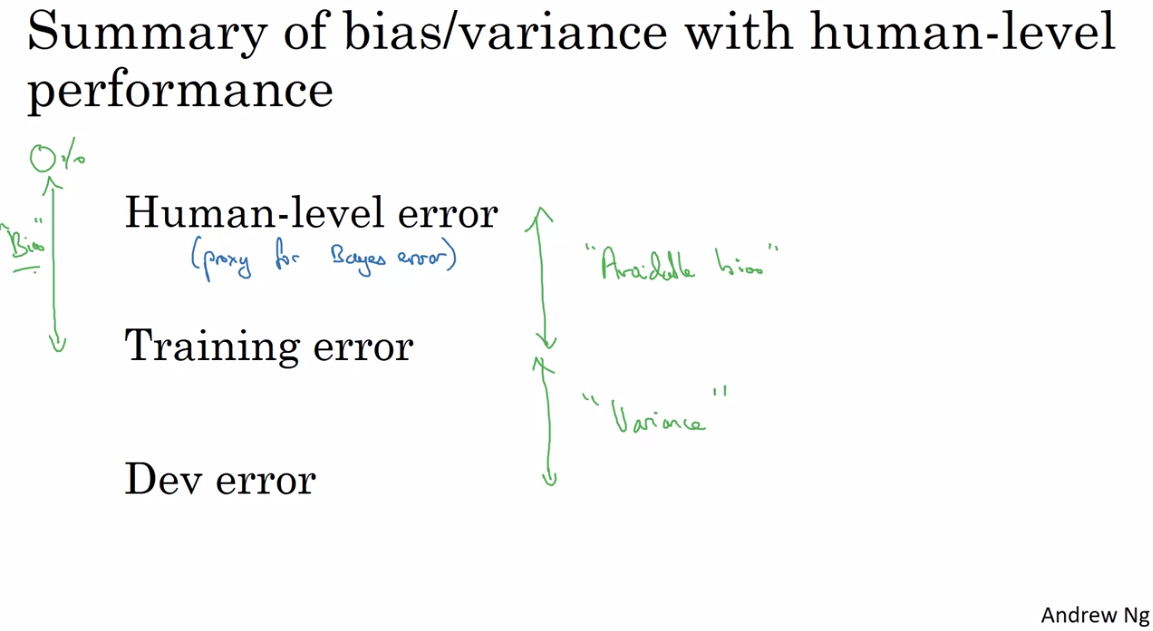 Summary of bias/variance with human-level
performance
0%
Human-level error
"Bias"
(proxy for Bayes error)
"Avoidable bias"
Training error
"Variance"
Dev error
Andrew Ng